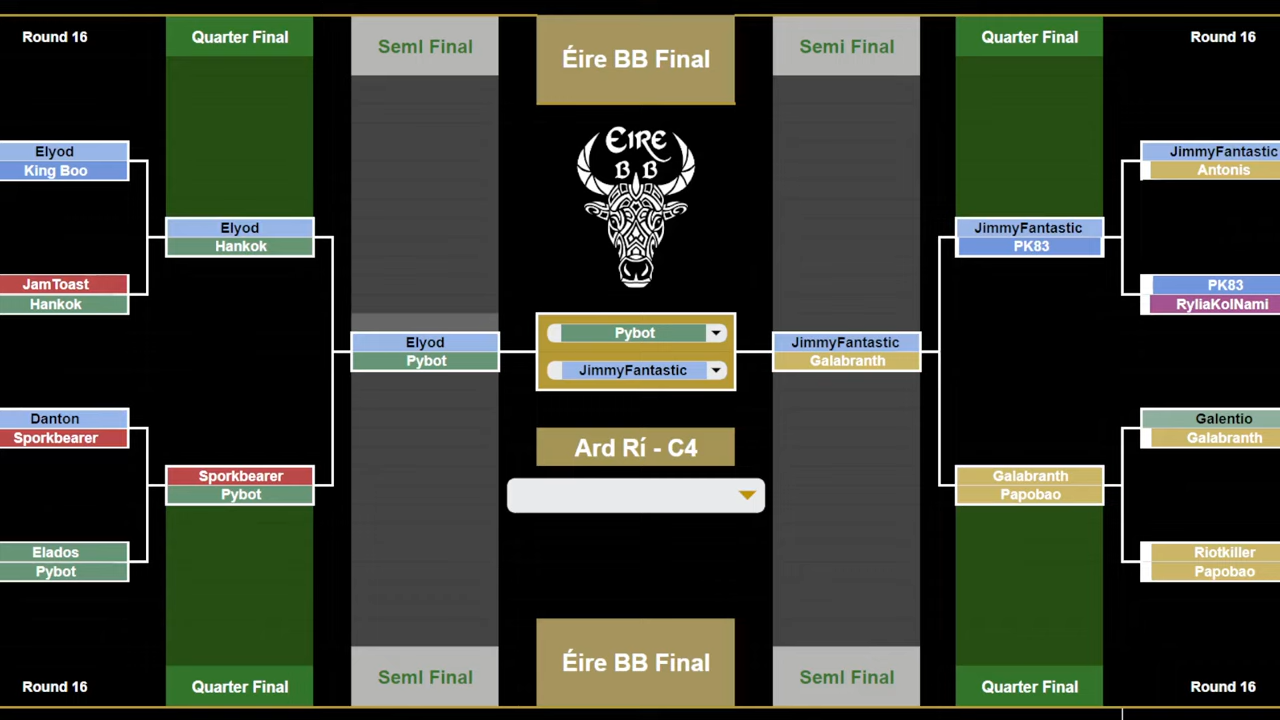 Round 16
Quarter Final
SemI Final
Éire BB Final
Semi Final
Quarter Final
Round 16
EIRE
B B
Elyod
King Boo
JamToast
Hankok
Danton
Sporkbearer
Elados
Pybot
Elyod
Hankok
Sporkbearer
Pybot
Elyod
Pybot
Pybot
JimmyFantastic
Ard Rí - C4
JimmyFantastic
Galabranth
JimmyFantastic
PK83
Galabranth
Papobao
JimmyFantastic
Antonis
PK83
RyliaKolNami
Galentio
Galabranth
Riotkiller
Papobao
Round 16
Quarter Final
SemI Final
Éire BB Final
Semi Final
Quarter Final
Round 16